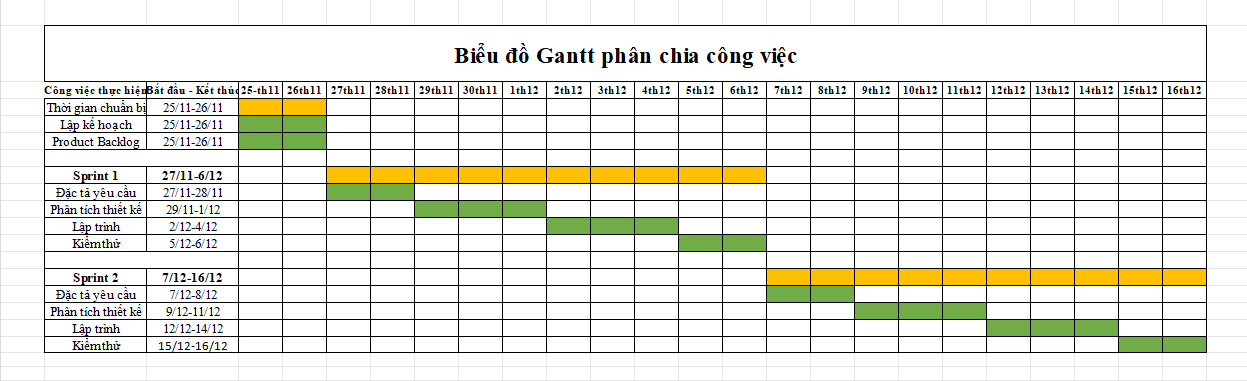 Biểu đồ Gantt phân chia công việc
Công việc thực hiện Bắt đầu - Kết thúc 25-th11 26th11 27th11 28th11 29th11 30th11 1th12 2th12 3th12 4th12 5th12 6th12 7th12 8th12 9th12 10th12 11th12 12th12 13th12 14th12 15th12 16th12
Thời gian chuẩn bị 25/11-26/11
Lập kế hoạch 25/11-26/11
Product Backlog 25/11-26/11
Sprint 1 27/11-6/12
Đặc tả yêu cầu 27/11-28/11
Phân tích thiết kế 29/11-1/12
Lập trình 2/12-4/12
Kiểm thử 5/12-6/12
Sprint 2 7/12-16/12
Đặc tả yêu cầu 7/12-8/12
Phân tích thiết kế 9/12-11/12
Lập trình 12/12-14/12
Kiểm thử 15/12-16/12